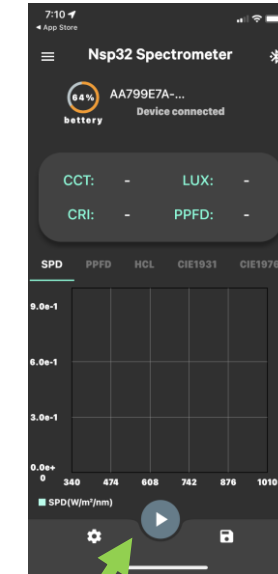 7:10
◄ App Store
Nsp32 Spectrometer
64%
bettery
AA799E7A-...
Device connected
CCT: - LUX: -
CRI: - PPFD: -
SPD PPFD HCL CIE1931 CIE1976
9.0e-1
6.0e-1
3.0e-1
0.0e+
0
340 474 608 742 876 1010
SPD(W/m²/nm)